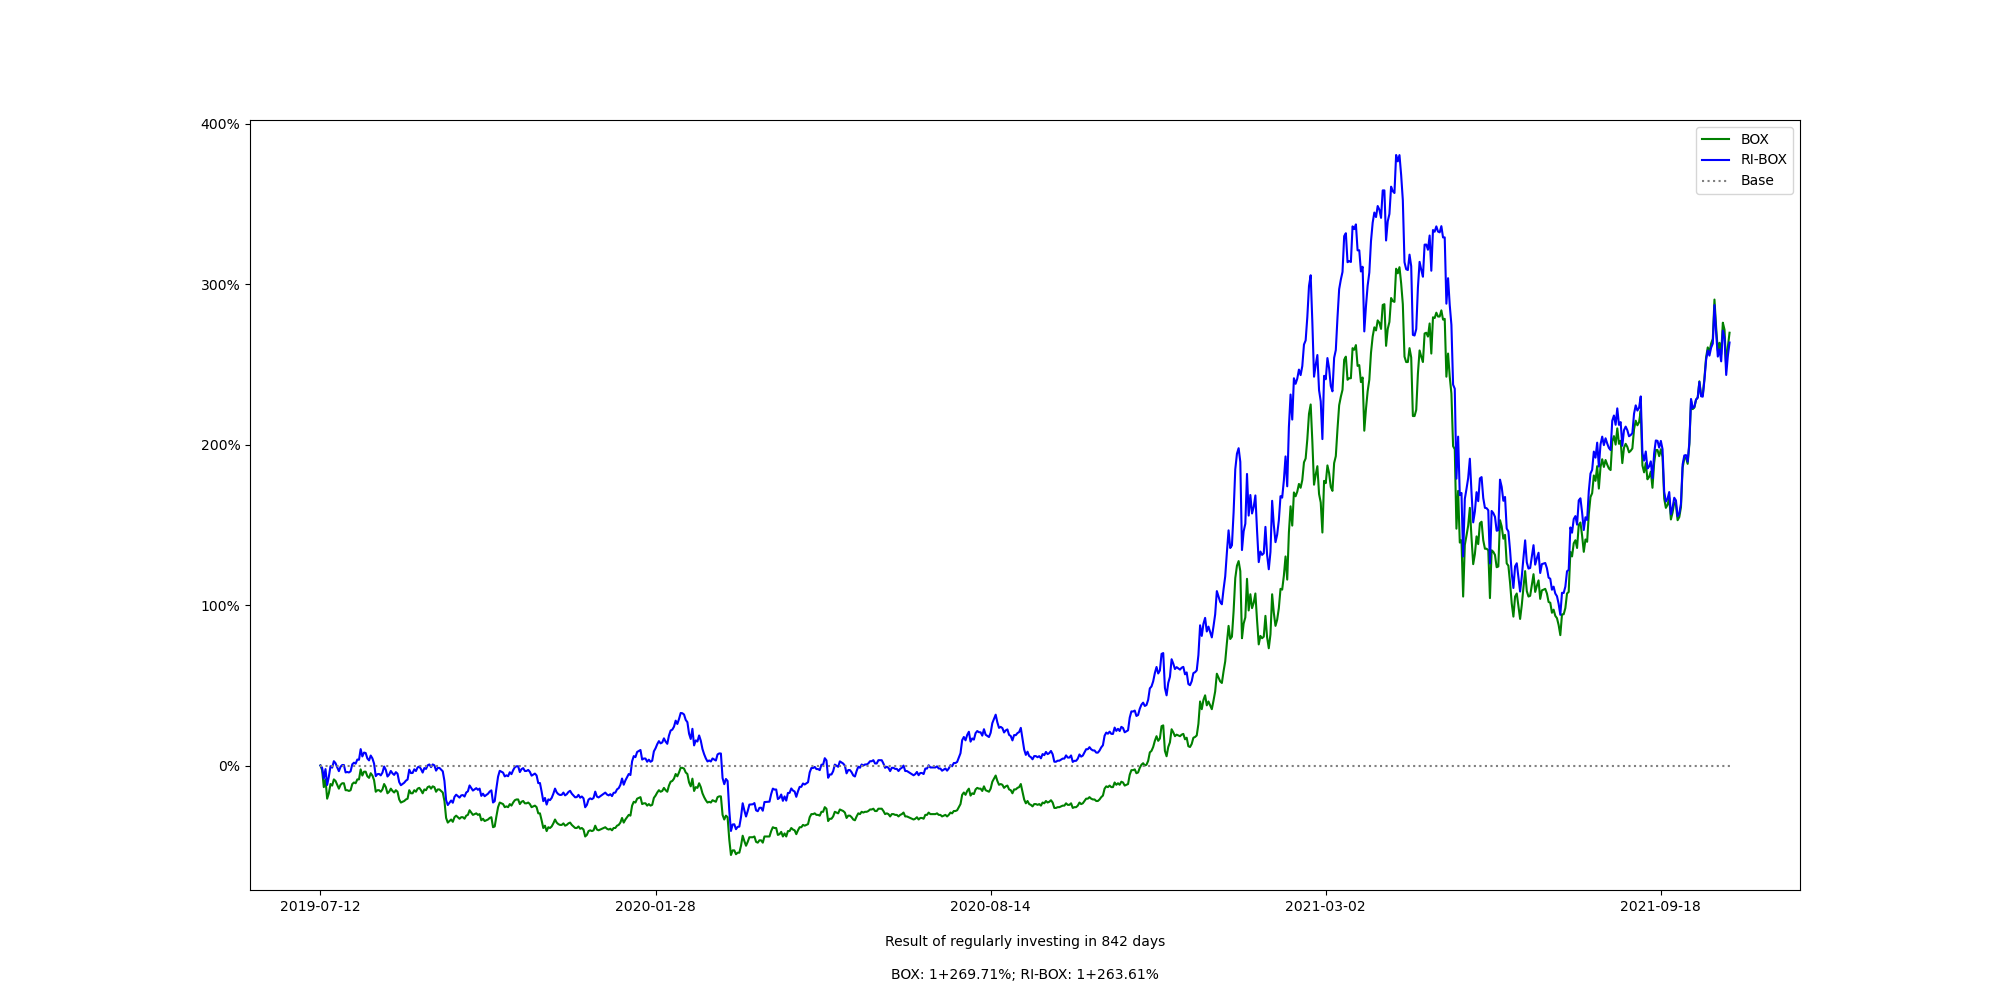 400%
300%
200%
100%
0%
BOX
RI-BOX
Base
2019-07-12
2020-01-28
2020-08-14
2021-03-02
2021-09-18
Result of regularly investing in 842 days
BOX: 1+269.71%; RI-BOX: 1+263.61%